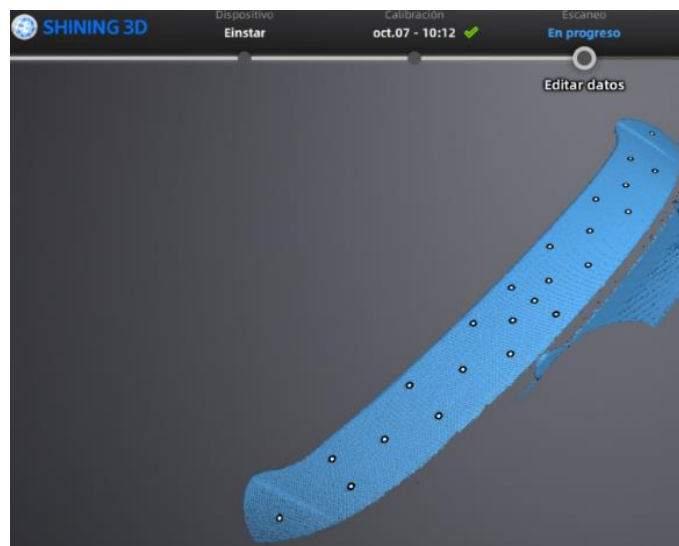 SHINING 3D
Dispositivo
Einstar
Calibración
oct.07 - 10:12
Escaneo
En progreso
Editar datos